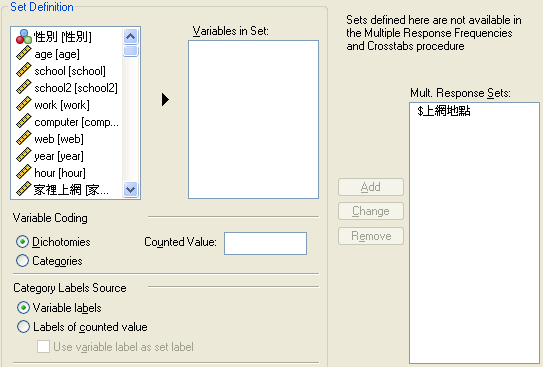 Set Definition
性別 [性別]
age [age]
school [school]
school2 [school2]
work [work]
computer [comp...
web [web]
year [year]
hour [hour]
家裡上網 [家...
Variables in Set:
Variable Coding
Dichotomies
Counted Value:
Categories
Category Labels Source
Variable labels
Labels of counted value
Use variable label as set label
Sets defined here are not available in
the Multiple Response Frequencies
and Crosstabs procedure
Mult. Response Sets:
$上網地點
Add
Change
Remove